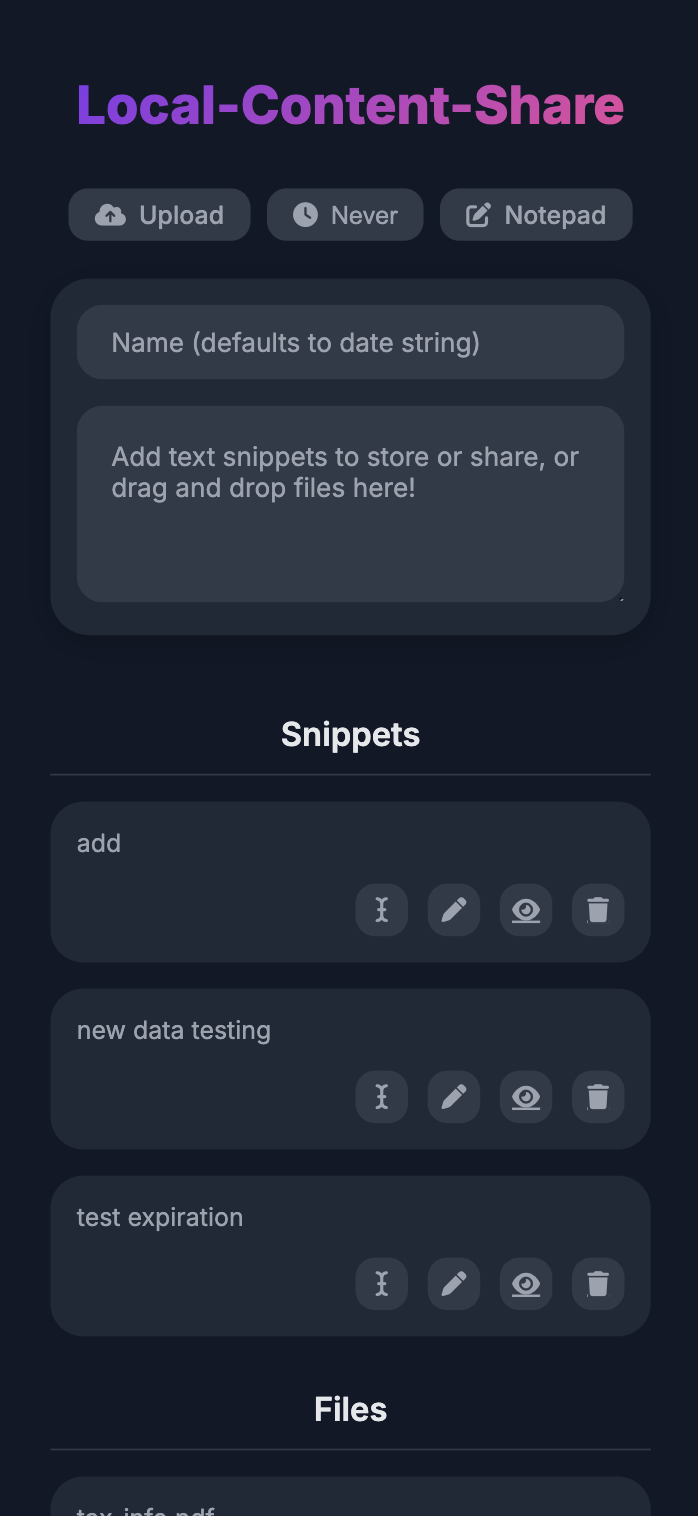 Local-Content-Share
Upload
Never
Notepad
Name (defaults to date string)
Add text snippets to store or share, or
drag and drop files here!
Snippets
add
new data testing
test expiration
Files